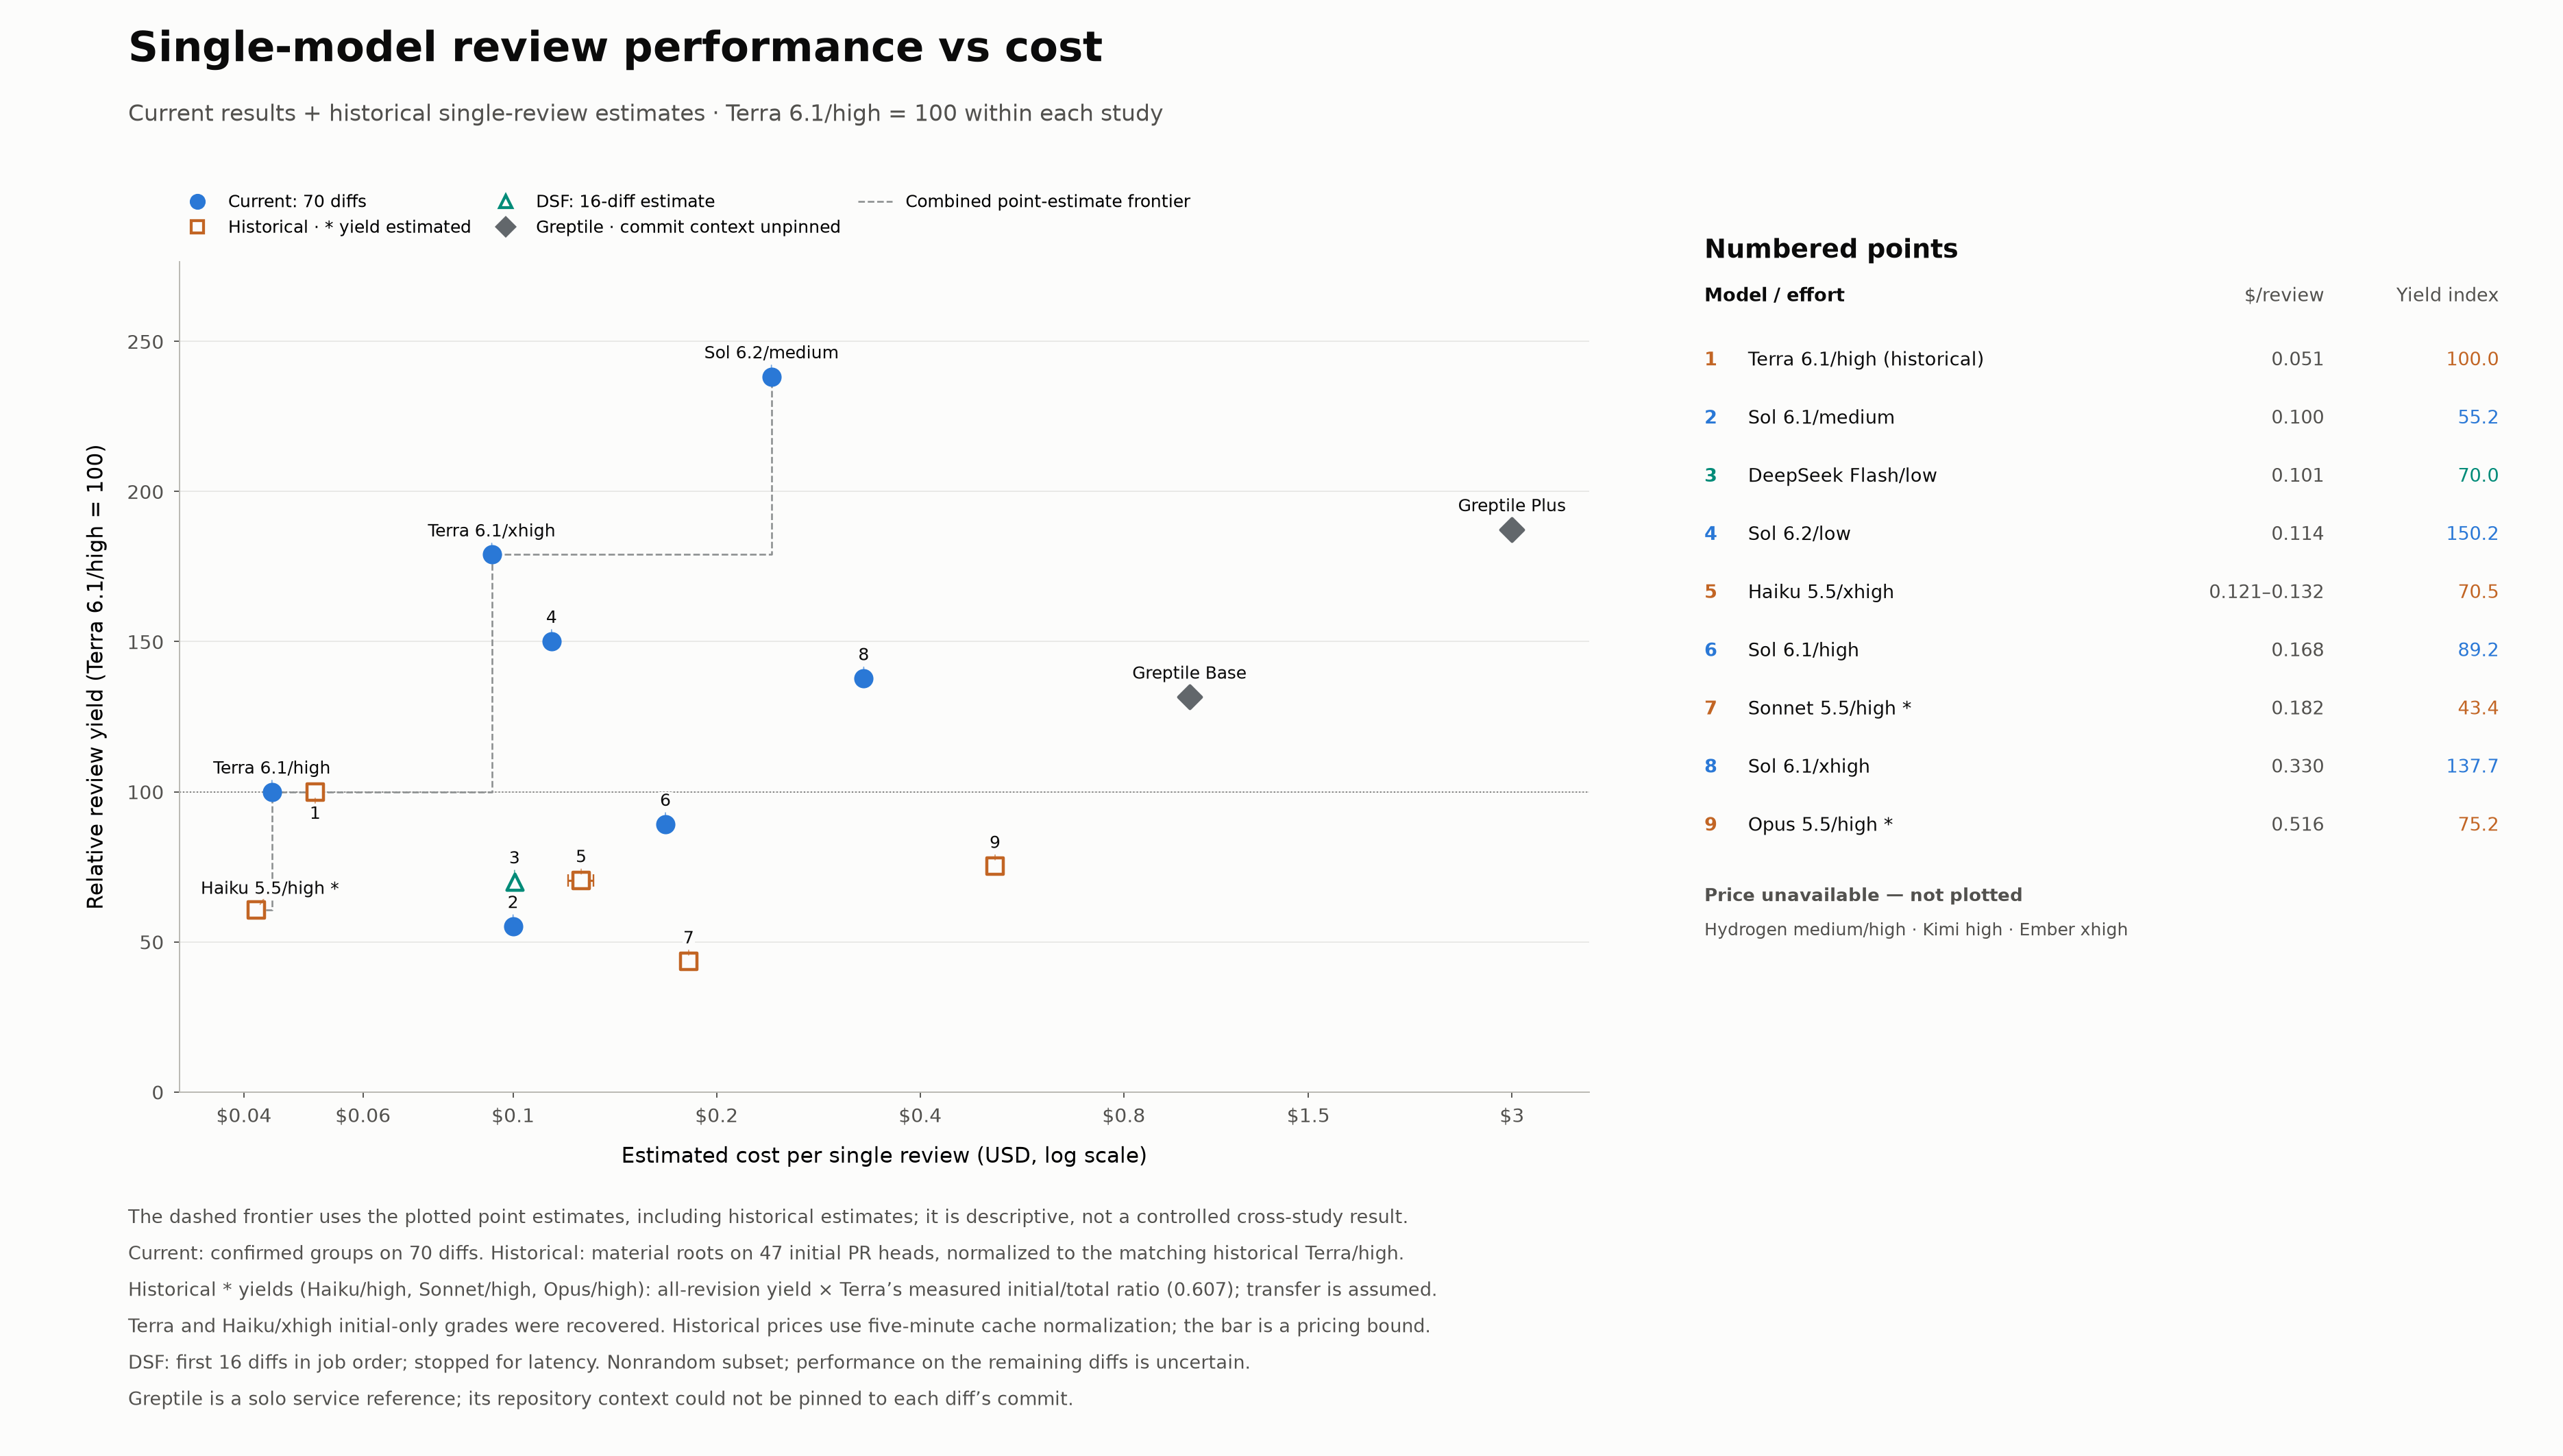 Single-model review performance vs cost
Current results + historical single-review estimates · Terra 6.1/high = 100 within each study
Current: 70 diffs
Historical · * yield estimated
DSF: 16-diff estimate
Greptile · commit context unpinned
Combined point-estimate frontier
Relative review yield (Terra 6.1/high = 100)
250
200
150
100
50
0
Sol 6.2/medium
Greptile Plus
Terra 6.1/xhigh
4
8
Greptile Base
Terra 6.1/high
1
6
9
3
5
Haiku 5.5/high *
2
7
$0.04 $0.06 $0.1 $0.2 $0.4 $0.8 $1.5 $3
Estimated cost per single review (USD, log scale)
Numbered points
Model / effort $/review Yield index
1 Terra 6.1/high (historical) 0.051 100.0
2 Sol 6.1/medium 0.100 55.2
3 DeepSeek Flash/low 0.101 70.0
4 Sol 6.2/low 0.114 150.2
5 Haiku 5.5/xhigh 0.121–0.132 70.5
6 Sol 6.1/high 0.168 89.2
7 Sonnet 5.5/high * 0.182 43.4
8 Sol 6.1/xhigh 0.330 137.7
9 Opus 5.5/high * 0.516 75.2
Price unavailable — not plotted
Hydrogen medium/high · Kimi high · Ember xhigh
The dashed frontier uses the plotted point estimates, including historical estimates; it is descriptive, not a controlled cross-study result.
Current: confirmed groups on 70 diffs. Historical: material roots on 47 initial PR heads, normalized to the matching historical Terra/high.
Historical * yields (Haiku/high, Sonnet/high, Opus/high): all-revision yield × Terra’s measured initial/total ratio (0.607); transfer is assumed.
Terra and Haiku/xhigh initial-only grades were recovered. Historical prices use five-minute cache normalization; the bar is a pricing bound.
DSF: first 16 diffs in job order; stopped for latency. Nonrandom subset; performance on the remaining diffs is uncertain.
Greptile is a solo service reference; its repository context could not be pinned to each diff’s commit.